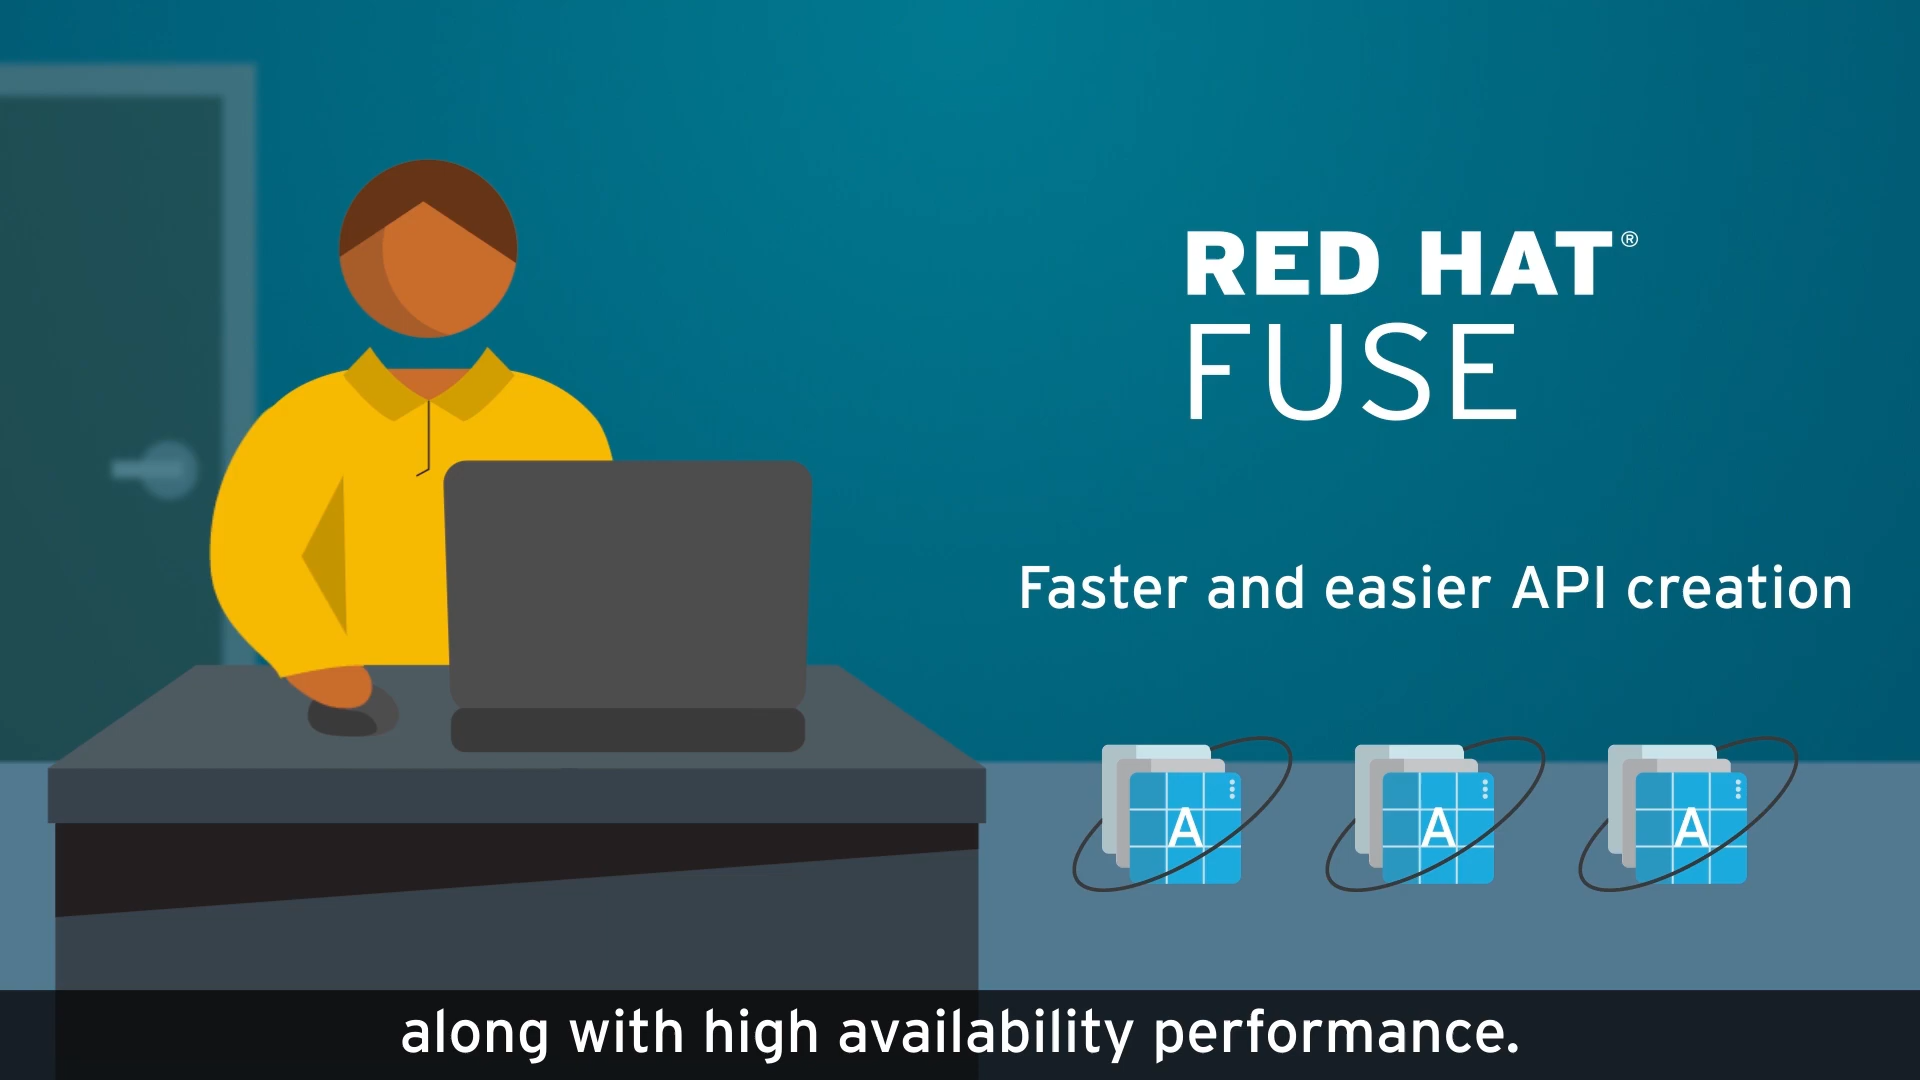 RED HAT®
FUSE
Faster and easier API creation
A A A
along with high availability performance.